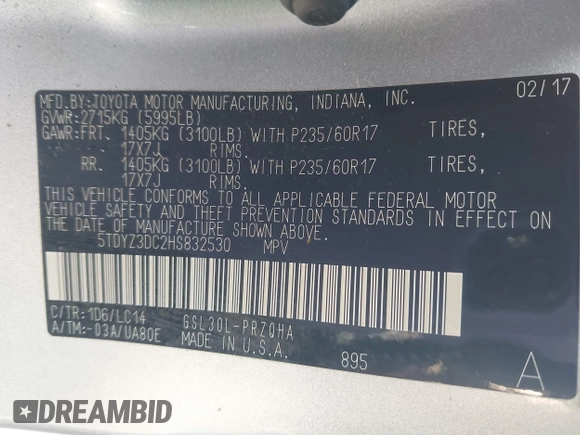 MFD.BY:TOYOTA MOTOR MANUFACTURING, INDIANA, INC. 02/17
GVWR:2715KG (5995LB)
GAWR:FRT. 1405KG (3100LB) WITH P235/60R17 TIRES,
17X7J RIMS.
RR. 1405KG (3100LB) WITH P235/60R17 TIRES,
17X7J RIMS.
THIS VEHICLE CONFORMS TO ALL APPLICABLE FEDERAL MOTOR
VEHICLE SAFETY AND THEFT PREVENTION STANDARDS IN EFFECT ON
THE DATE OF MANUFACTURE SHOWN ABOVE.
5TDYZ3DC2HS832530 MPV
C/TR:1D6/LC14 GSL30L-PRZQHA
A/TM:-03A/UA80E MADE IN U.S.A. 895 A
DREAMBID